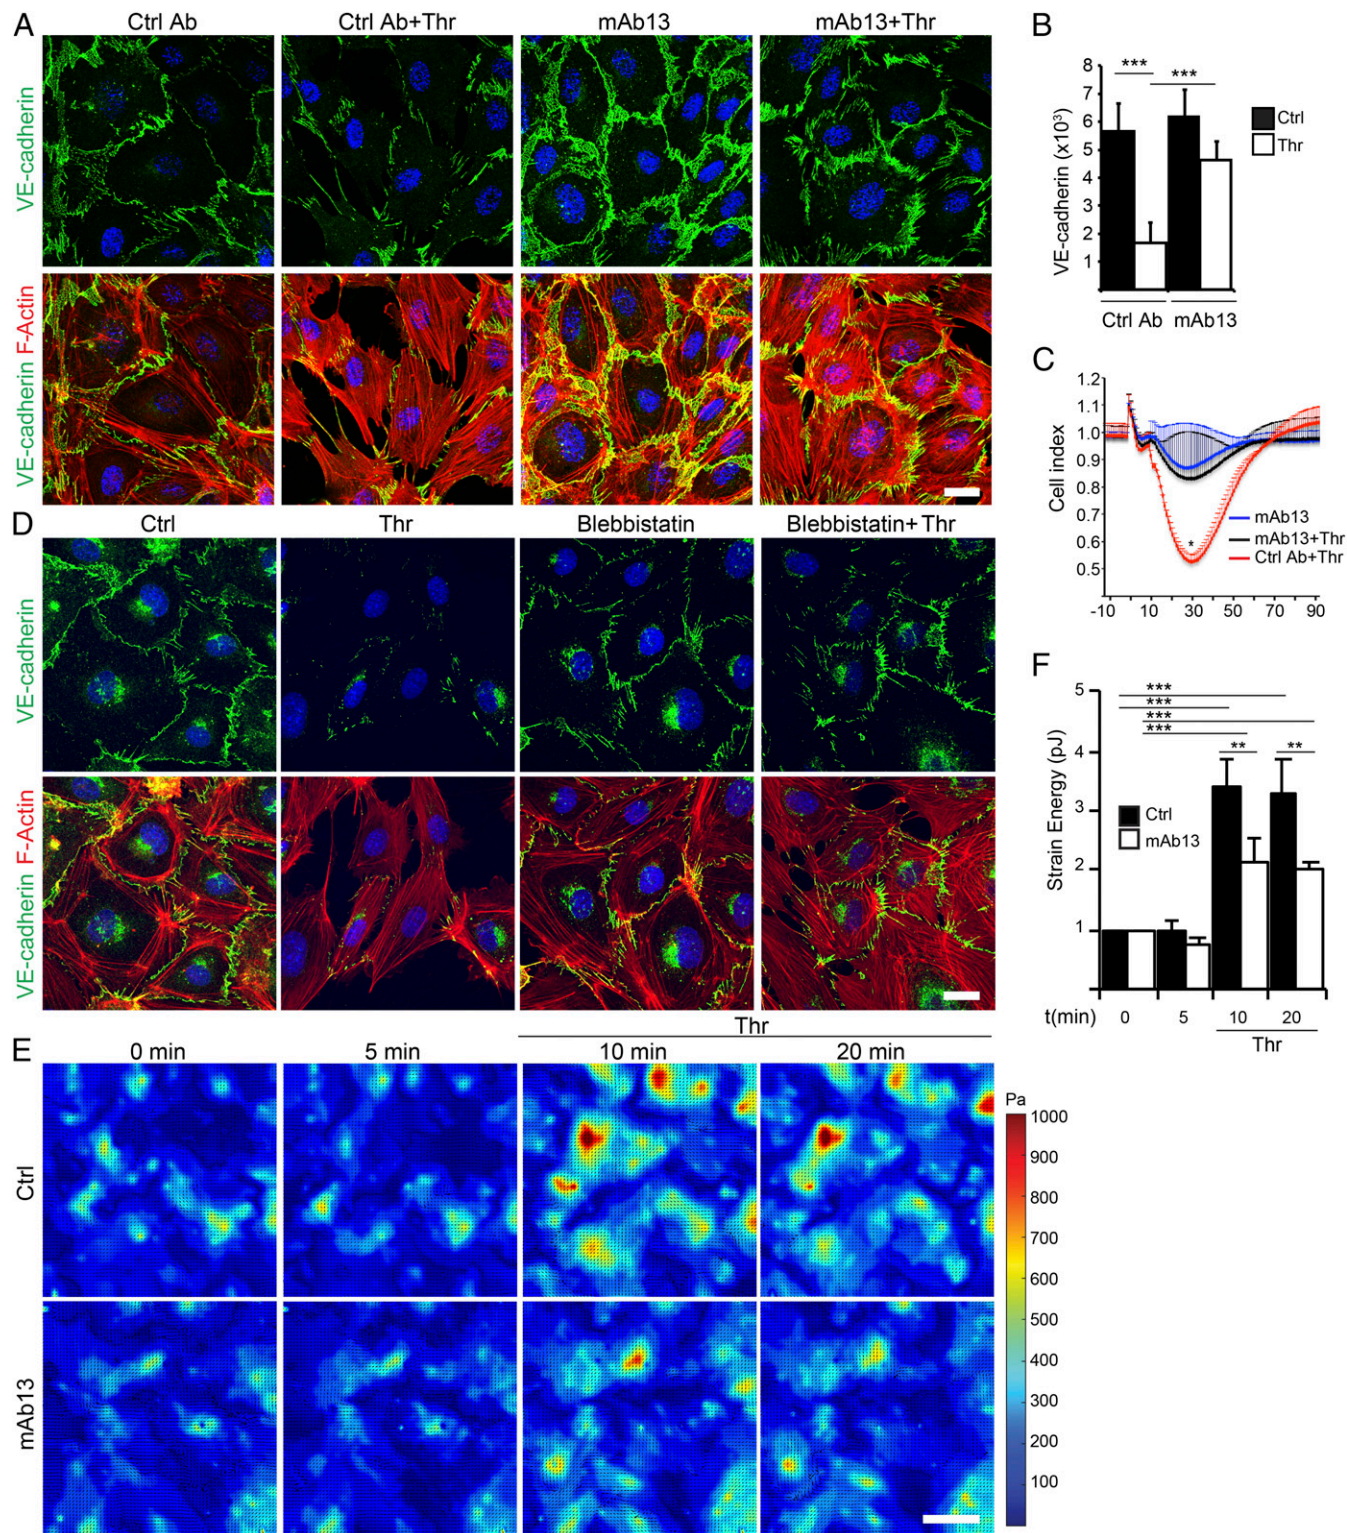 A
Ctrl Ab
Ctrl Ab+Thr
mAb13
mAb13+Thr
VE-cadherin
VE-cadherin F-Actin
B
VE-cadherin (x10³)
8
7
6
5
4
3
2
1
***
***
Ctrl
Thr
Ctrl Ab
mAb13
C
Cell index
1.2
1.1
1.0
0.9
0.8
0.7
0.6
0.5
*
mAb13
mAb13+Thr
Ctrl Ab+Thr
-10 10 30 50 70 90
D
Ctrl
Thr
Blebbistatin
Blebbistatin+Thr
VE-cadherin
VE-cadherin F-Actin
F
Strain Energy (pJ)
5
4
3
2
1
***
***
***
***
**
**
Ctrl
mAb13
t(min) 0 5 10 20
Thr
E
Thr
0 min
5 min
10 min
20 min
Ctrl
mAb13
Pa
1000
900
800
700
600
500
400
300
200
100